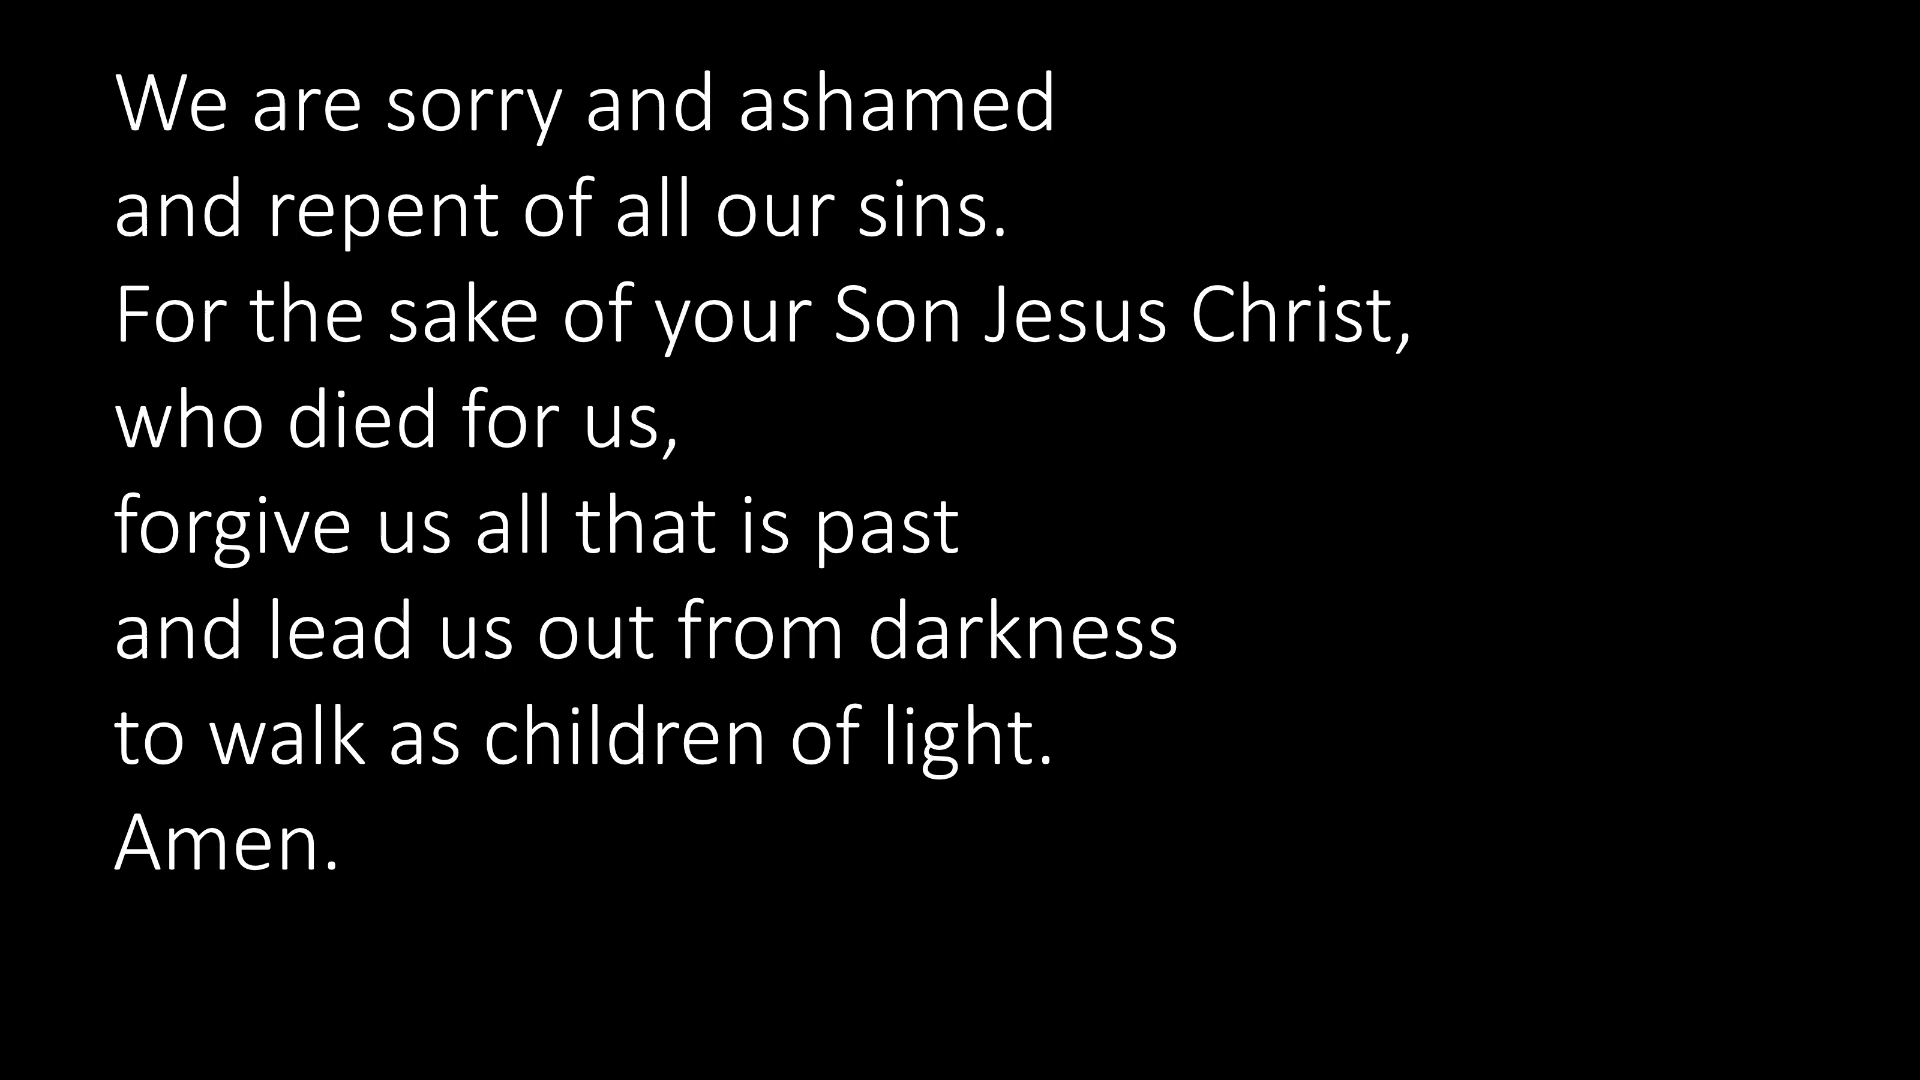 We are sorry and ashamed
and repent of all our sins.
For the sake of your Son Jesus Christ,
who died for us,
forgive us all that is past
and lead us out from darkness
to walk as children of light.
Amen.